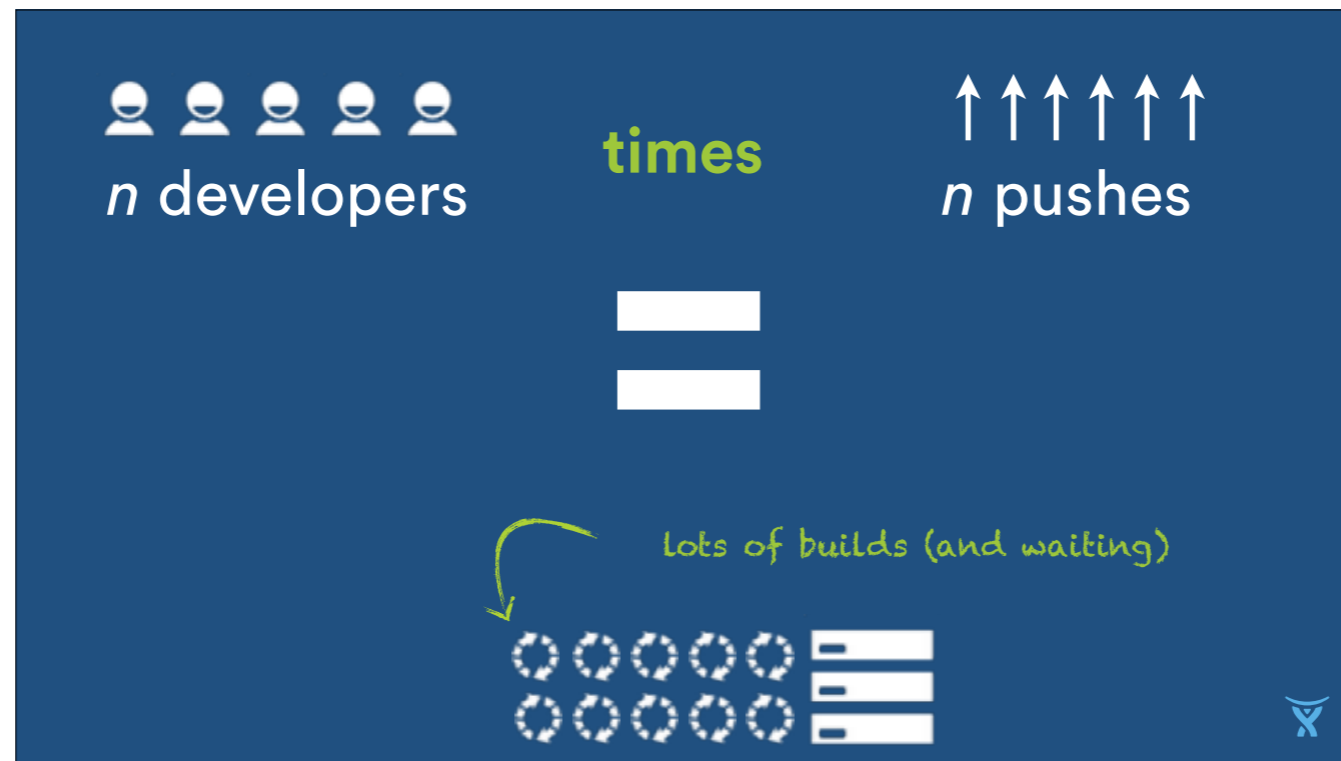 times
n developers
n pushes
lots of builds (and waiting)